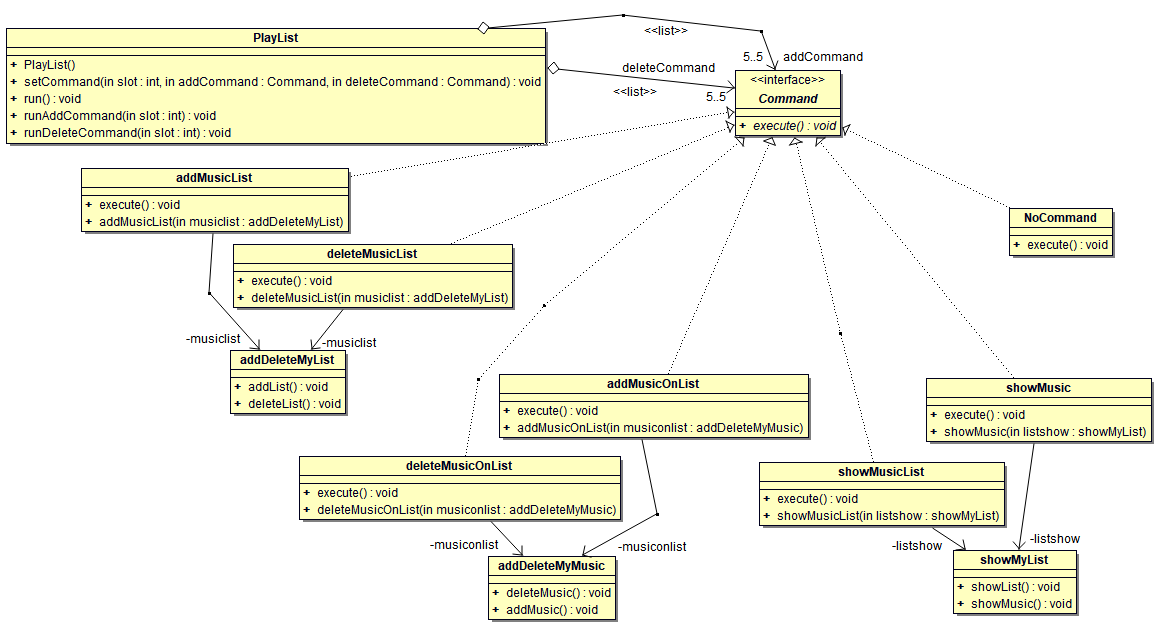 PlayList
+ PlayList()
+ setCommand(in slot : int, in addCommand : Command, in deleteCommand : Command) : void
+ run() : void
+ runAddCommand(in slot : int) : void
+ runDeleteCommand(in slot : int) : void
<<list>>
5..5
addCommand
deleteCommand
<<list>>
5..5
<<interface>>
Command
+ execute() : void
addMusicList
+ execute() : void
+ addMusicList(in musiclist : addDeleteMyList)
deleteMusicList
+ execute() : void
+ deleteMusicList(in musiclist : addDeleteMyList)
NoCommand
+ execute() : void
-musiclist
-musiclist
addDeleteMyList
+ addList() : void
+ deleteList() : void
addMusicOnList
+ execute() : void
+ addMusicOnList(in musiconlist : addDeleteMyMusic)
showMusic
+ execute() : void
+ showMusic(in listshow : showMyList)
deleteMusicOnList
+ execute() : void
+ deleteMusicOnList(in musiconlist : addDeleteMyMusic)
showMusicList
+ execute() : void
+ showMusicList(in listshow : showMyList)
-musiconlist
-musiconlist
-listshow
-listshow
addDeleteMyMusic
+ deleteMusic() : void
+ addMusic() : void
showMyList
+ showList() : void
+ showMusic() : void